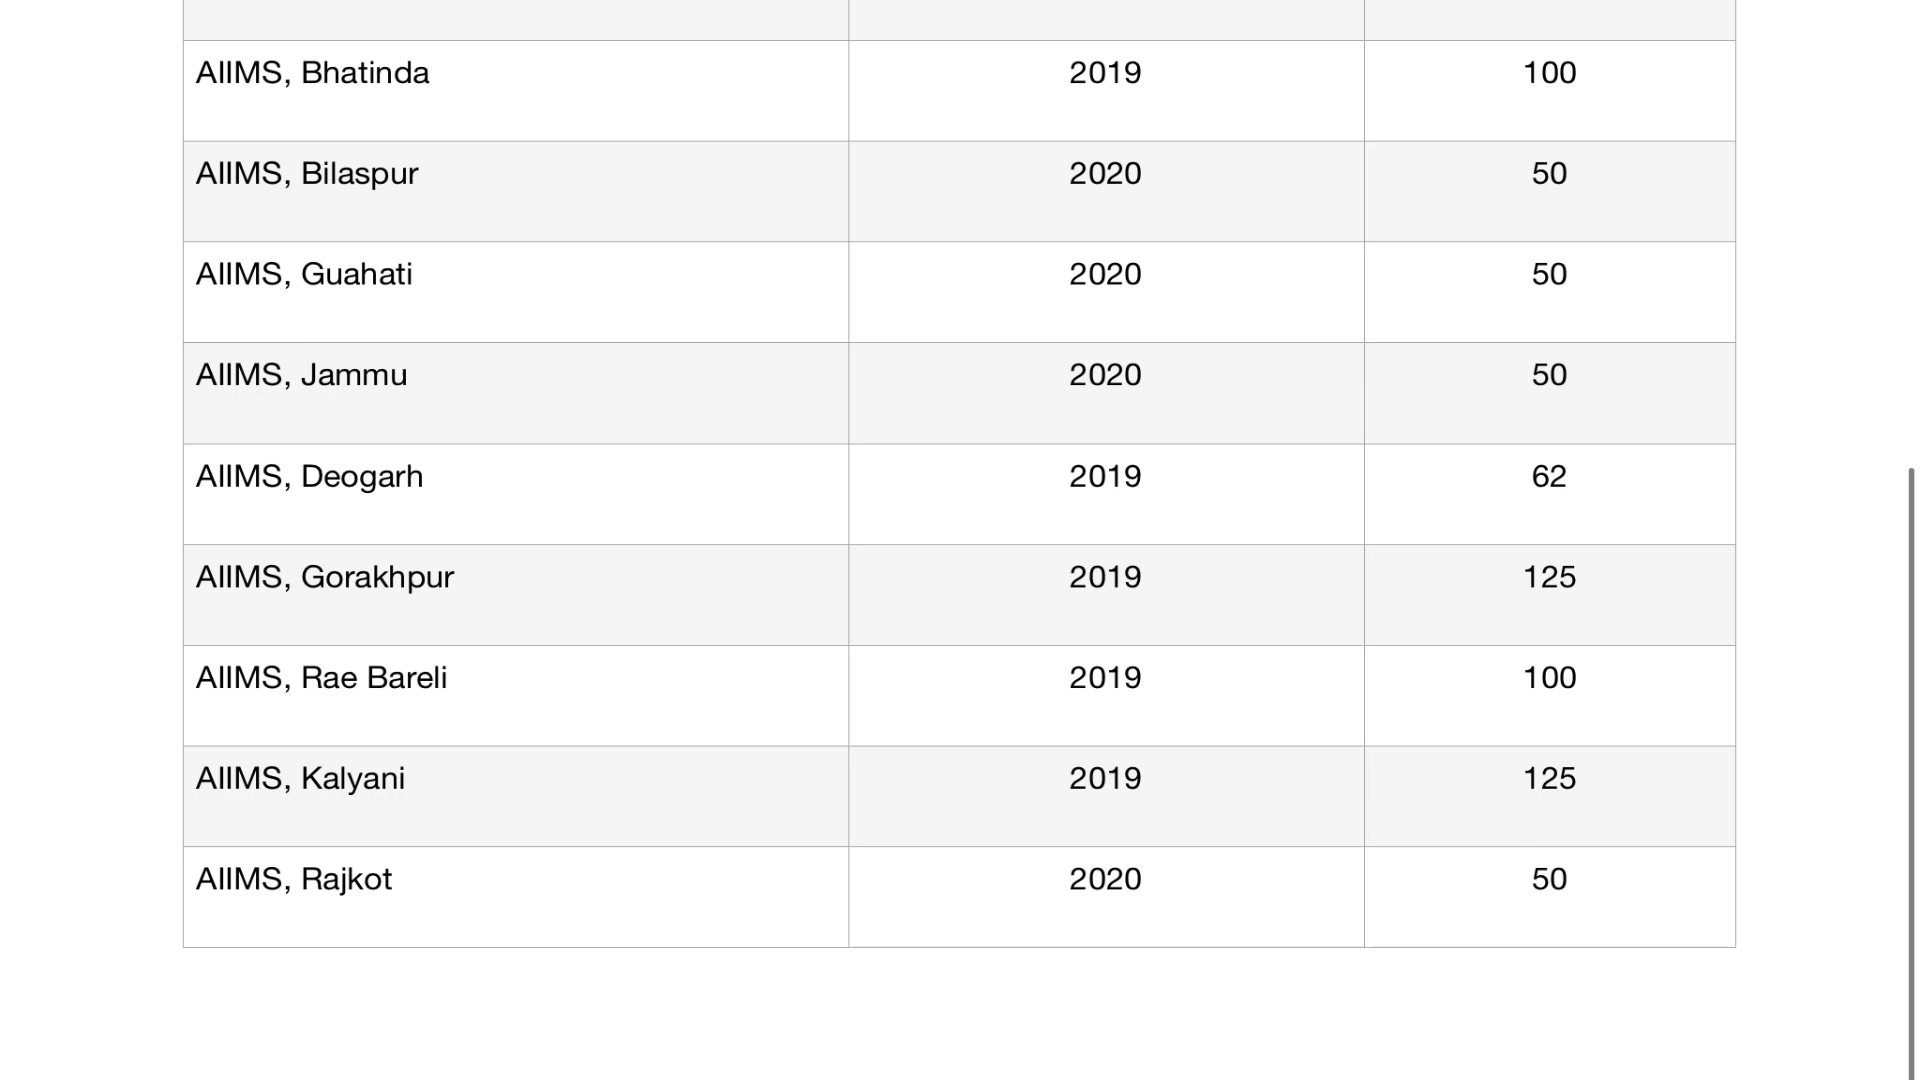 AIIMS, Bhatinda 2019 100
AIIMS, Bilaspur 2020 50
AIIMS, Guahati 2020 50
AIIMS, Jammu 2020 50
AIIMS, Deogarh 2019 62
AIIMS, Gorakhpur 2019 125
AIIMS, Rae Bareli 2019 100
AIIMS, Kalyani 2019 125
AIIMS, Rajkot 2020 50